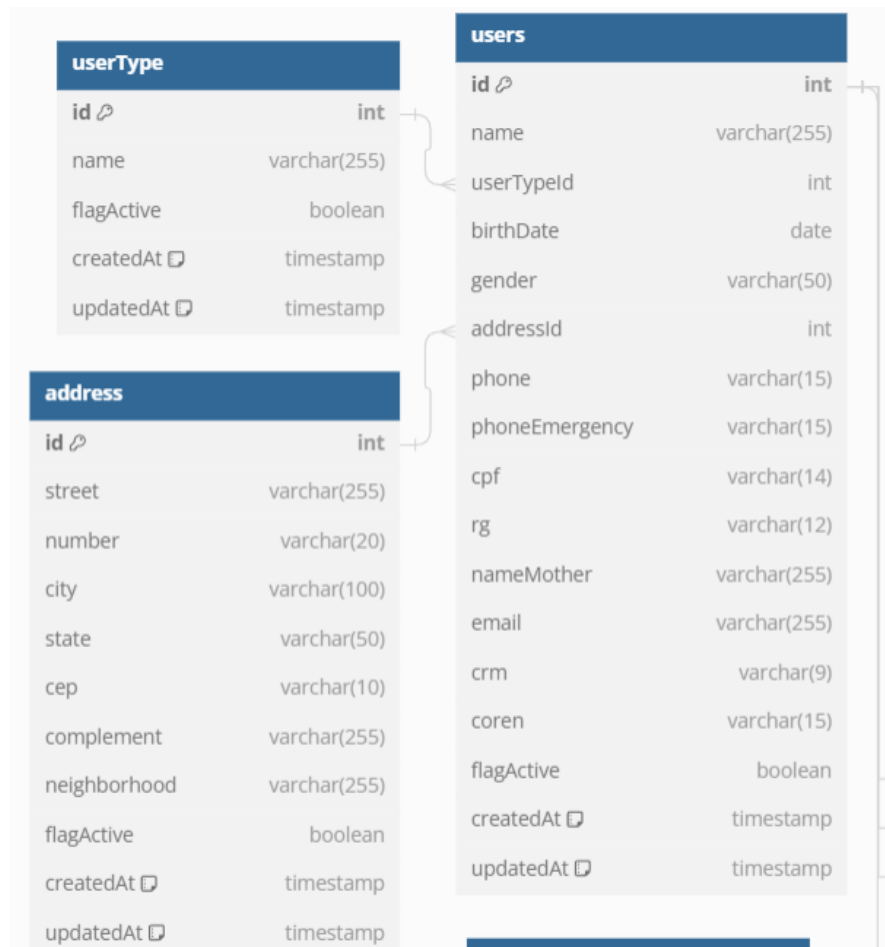 userType
id int
name varchar(255)
flagActive boolean
createdAt timestamp
updatedAt timestamp
address
id int
street varchar(255)
number varchar(20)
city varchar(100)
state varchar(50)
cep varchar(10)
complement varchar(255)
neighborhood varchar(255)
flagActive boolean
createdAt timestamp
updatedAt timestamp
users
id int
name varchar(255)
userTypeId int
birthDate date
gender varchar(50)
addressId int
phone varchar(15)
phoneEmergency varchar(15)
cpf varchar(14)
rg varchar(12)
nameMother varchar(255)
email varchar(255)
crm varchar(9)
coren varchar(15)
flagActive boolean
createdAt timestamp
updatedAt timestamp